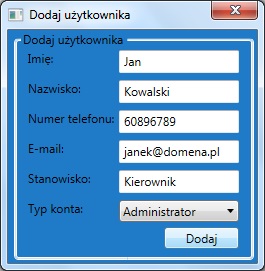 Dodaj użytkownika
Dodaj użytkownika
Imię: Jan
Nazwisko: Kowalski
Numer telefonu: 60896789
E-mail: janek@domena.pl
Stanowisko: Kierownik
Typ konta: Administrator
Dodaj